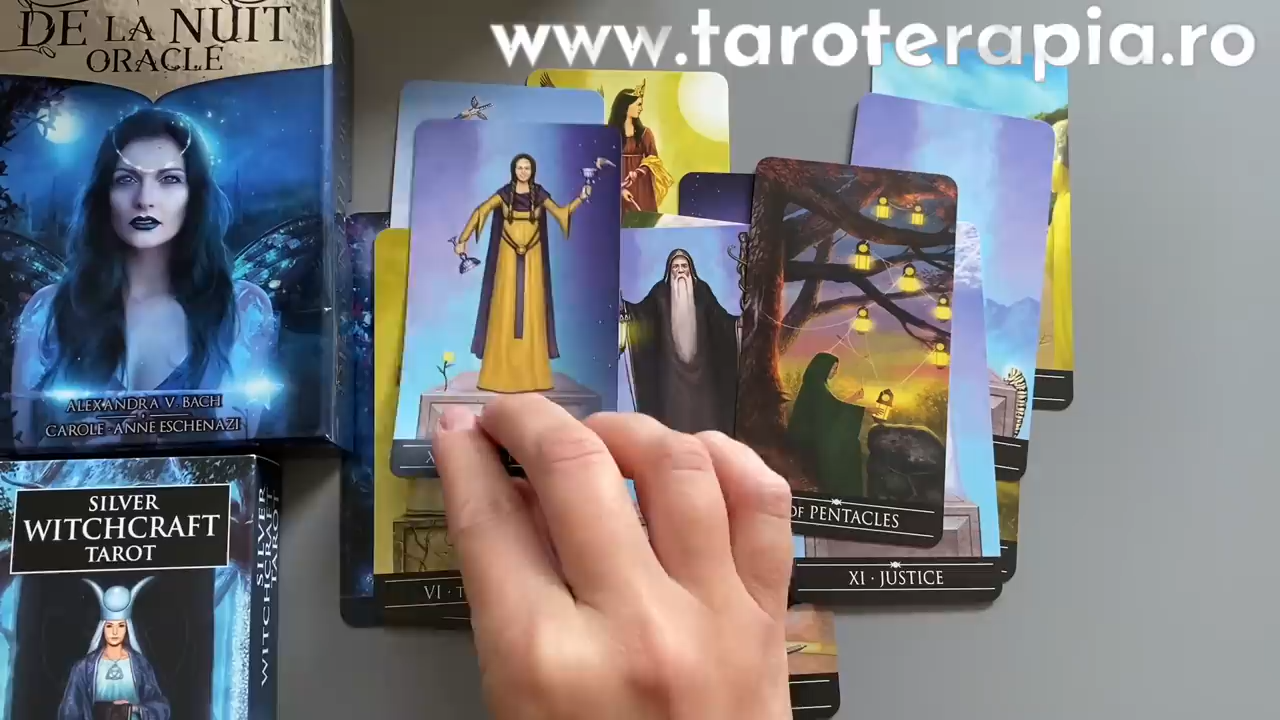 www.taroterapia.ro
DE LA NUIT
ORACLE
ALEXANDRA V. BACH
CAROLE-ANNE ESCHENAZI
SILVER
WITCHCRAFT
TAROT
SILVER
WITCHCRAFT
TAROT
OF PENTACLES
XI · JUSTICE
VI · T
X